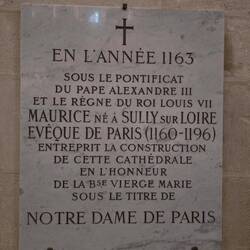 EN L'ANNÉE 1163
SOUS LE PONTIFICAT
DU PAPE ALEXANDRE III
ET LE RÈGNE DU ROI LOUIS VII
MAURICE NÉ À SULLY SUR LOIRE
EVÊQUE DE PARIS (1160-1196)
ENTREPRIT LA CONSTRUCTION
DE CETTE CATHÉDRALE
EN L'HONNEUR
DE LA BSE VIERGE MARIE
SOUS LE TITRE DE
NOTRE DAME DE PARIS